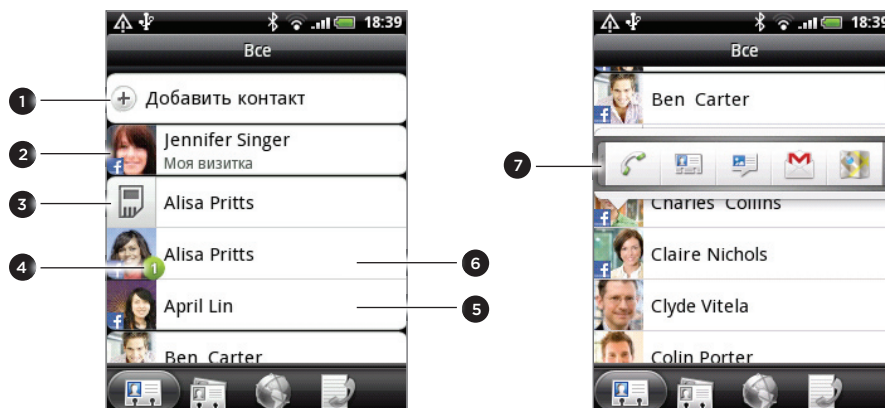 18:39
Все
1
Добавить контакт
2
Jennifer Singer
Моя визитка
3
Alisa Pritts
4
Alisa Pritts
1
6
April Lin
5
Ben Carter
18:39
Все
Ben Carter
7
Charles Collins
Claire Nichols
Clyde Vitela
Colin Porter